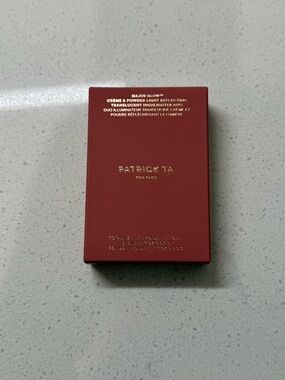 MAJOR GLOW™
CRÈME & POWDER LIGHT REFLECTING
TRANSLUCENT HIGHLIGHTER DUO
DUO ILLUMINATEUR TRANSLUCIDE CRÈME ET
POUDRE RÉFLÉCHISSANT LA LUMIÈRE
PATRICK TA
FOR FACE